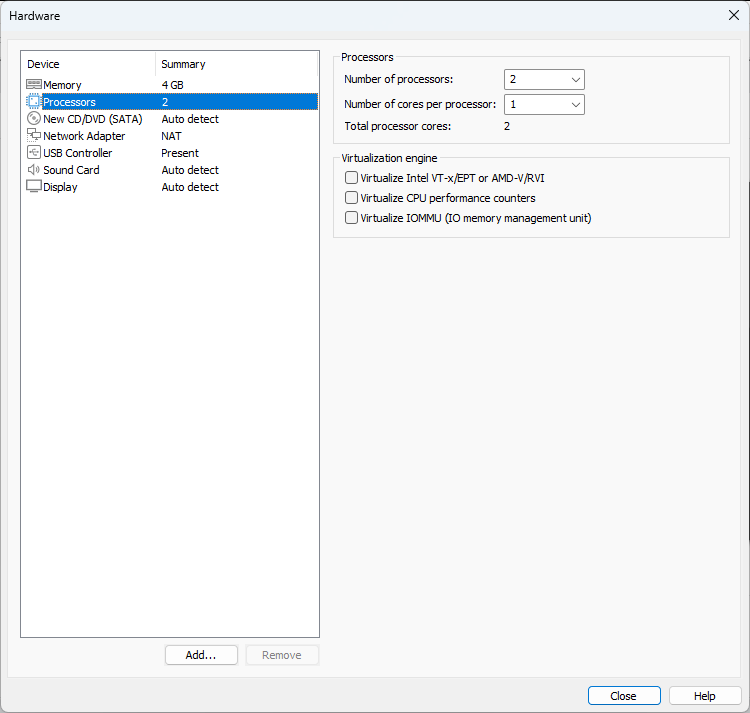 Hardware
Device Summary
Memory 4 GB
Processors 2
New CD/DVD (SATA) Auto detect
Network Adapter NAT
USB Controller Present
Sound Card Auto detect
Display Auto detect
Add...
Remove
Processors
Number of processors: 2
Number of cores per processor: 1
Total processor cores: 2
Virtualization engine
Virtualize Intel VT-x/EPT or AMD-V/RVI
Virtualize CPU performance counters
Virtualize IOMMU (IO memory management unit)
Close
Help